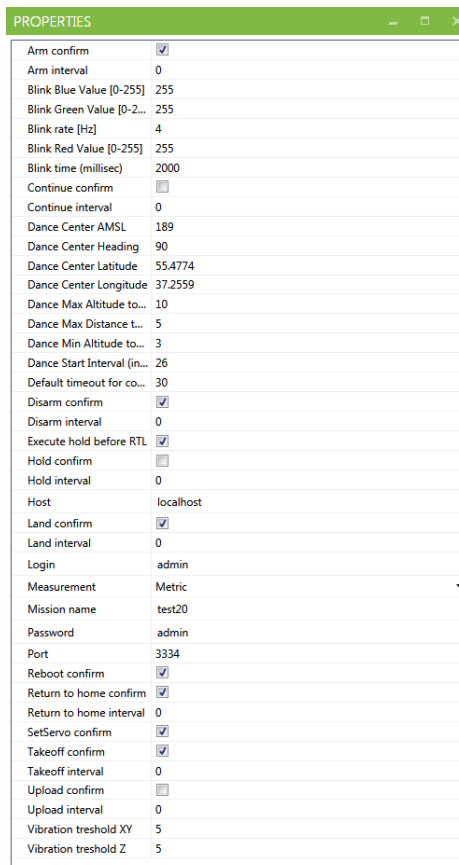 PROPERTIES
Arm confirm
Arm interval 0
Blink Blue Value [0-255] 255
Blink Green Value [0-2... 255
Blink rate [Hz] 4
Blink Red Value [0-255] 255
Blink time (millisec) 2000
Continue confirm
Continue interval 0
Dance Center AMSL 189
Dance Center Heading 90
Dance Center Latitude 55.4774
Dance Center Longitude 37.2559
Dance Max Altitude to... 10
Dance Max Distance t... 5
Dance Min Altitude to... 3
Dance Start Interval (in... 26
Default timeout for co... 30
Disarm confirm
Disarm interval 0
Execute hold before RTL
Hold confirm
Hold interval 0
Host localhost
Land confirm
Land interval 0
Login admin
Measurement Metric
Mission name test20
Password admin
Port 3334
Reboot confirm
Return to home confirm
Return to home interval 0
SetServo confirm
Takeoff confirm
Takeoff interval 0
Upload confirm
Upload interval 0
Vibration treshold XY 5
Vibration treshold Z 5